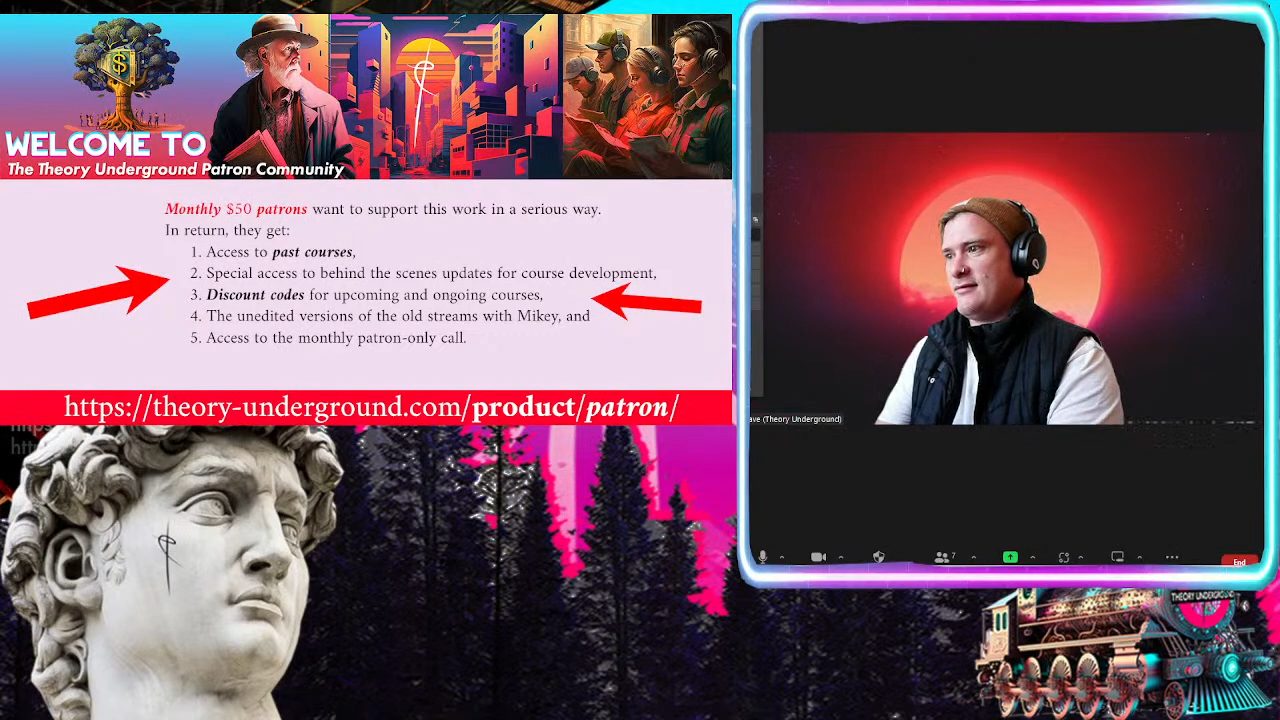 WELCOME TO
The Theory Underground Patron Community
Monthly $50 patrons want to support this work in a serious way.
In return, they get:
1. Access to past courses,
2. Special access to behind the scenes updates for course development,
3. Discount codes for upcoming and ongoing courses,
4. The unedited versions of the old streams with Mikey, and
5. Access to the monthly patron-only call.
https://theory-underground.com/product/patron/
ave (Theory Underground)
7
End
THEORY UNDERGROUND